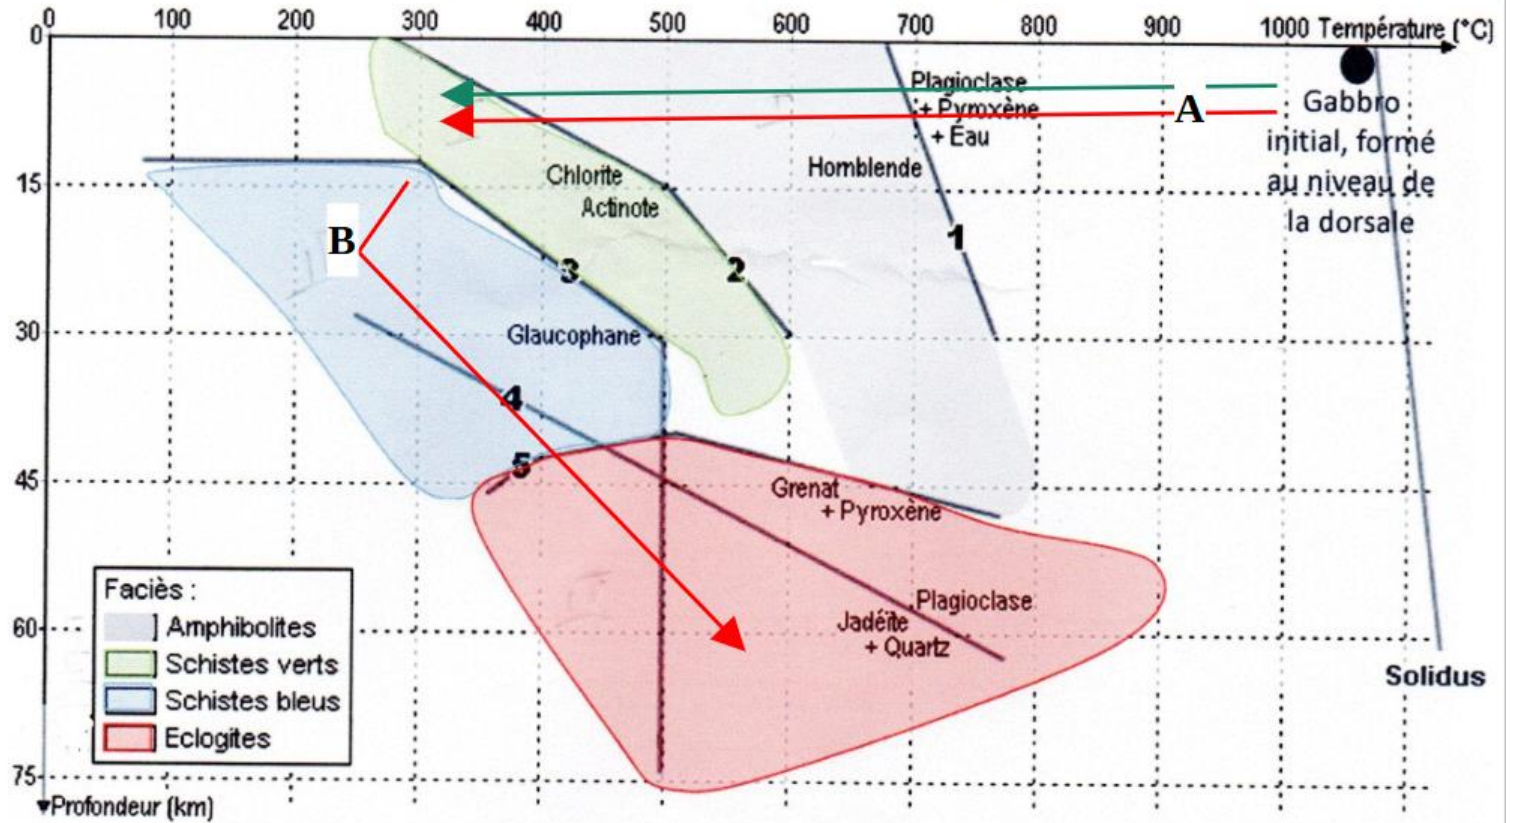 0 100 200 300 400 500 600 700 800 900 1000 Température (°C)
0
Plagioclase
+ Pyroxène
+ Eau
A
Gabbro
initial, formé
au niveau de
la dorsale
Hornblende
Chlorite
Actinote
15
B
1
2
3
30
Glaucophane
4
5
45
Grenat
+ Pyroxène
Plagioclase
Jadéite
+ Quartz
60
Solidus
Faciès :
Amphibolites
Schistes verts
Schistes bleus
Eclogites
75
Profondeur (km)